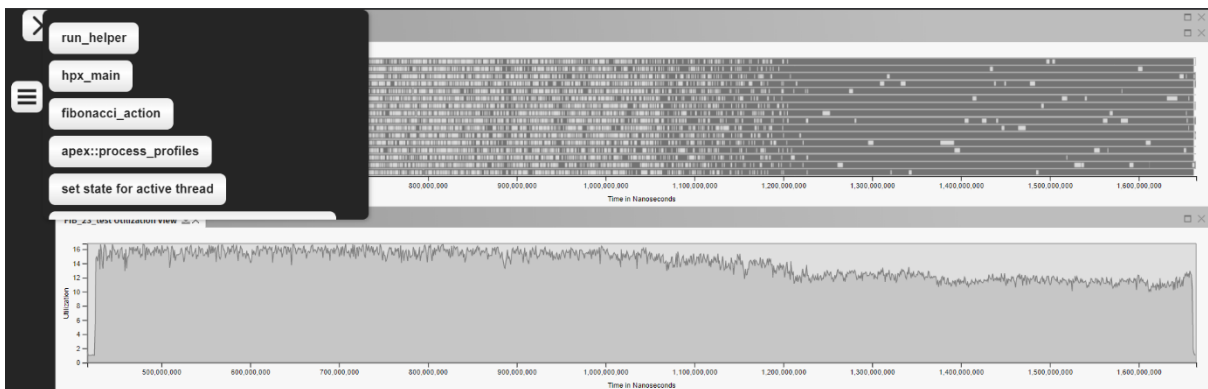 run_helper
hpx_main
fibonacci_action
apex::process_profiles
set state for active thread
800,000,000 900,000,000 1,000,000,000 1,100,000,000 1,200,000,000 1,300,000,000 1,400,000,000 1,500,000,000 1,600,000,000
Time in Nanoseconds
FIB_23_test Utilization View
16
14
12
10
8
6
4
2
0
Utilization
500,000,000 600,000,000 700,000,000 800,000,000 900,000,000 1,000,000,000 1,100,000,000 1,200,000,000 1,300,000,000 1,400,000,000 1,500,000,000 1,600,000,000
Time in Nanoseconds